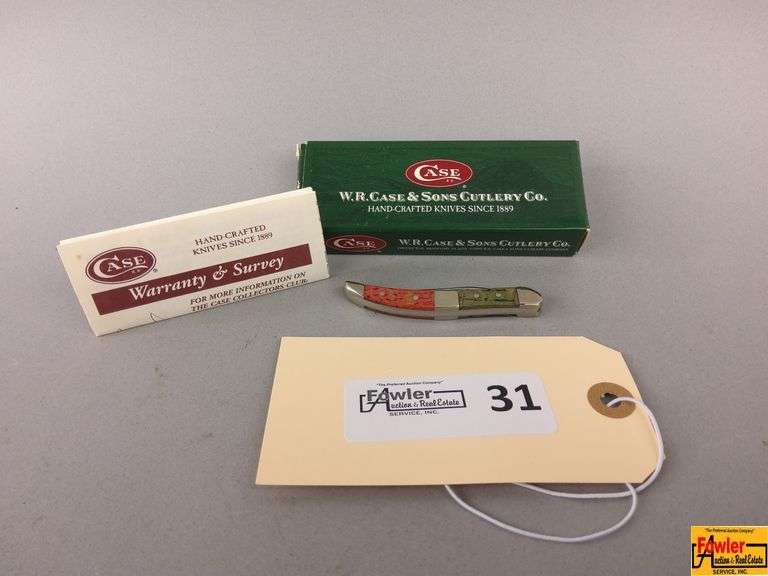 CASE
XX
W.R. CASE & SONS CUTLERY CO.
HAND-CRAFTED KNIVES SINCE 1889
CASE
W.R. CASE & SONS CUTLERY CO.
HAND-CRAFTED
KNIVES SINCE 1889
CASE
XX
Warranty & Survey
FOR MORE INFORMATION ON
THE CASE COLLECTORS CLUB
"The Preferred Auction Company"
Fowler
Auction & Real Estate
SERVICE, INC.
31
"The Preferred Auction Company"
Fowler
Auction & Real Estate
SERVICE, INC.